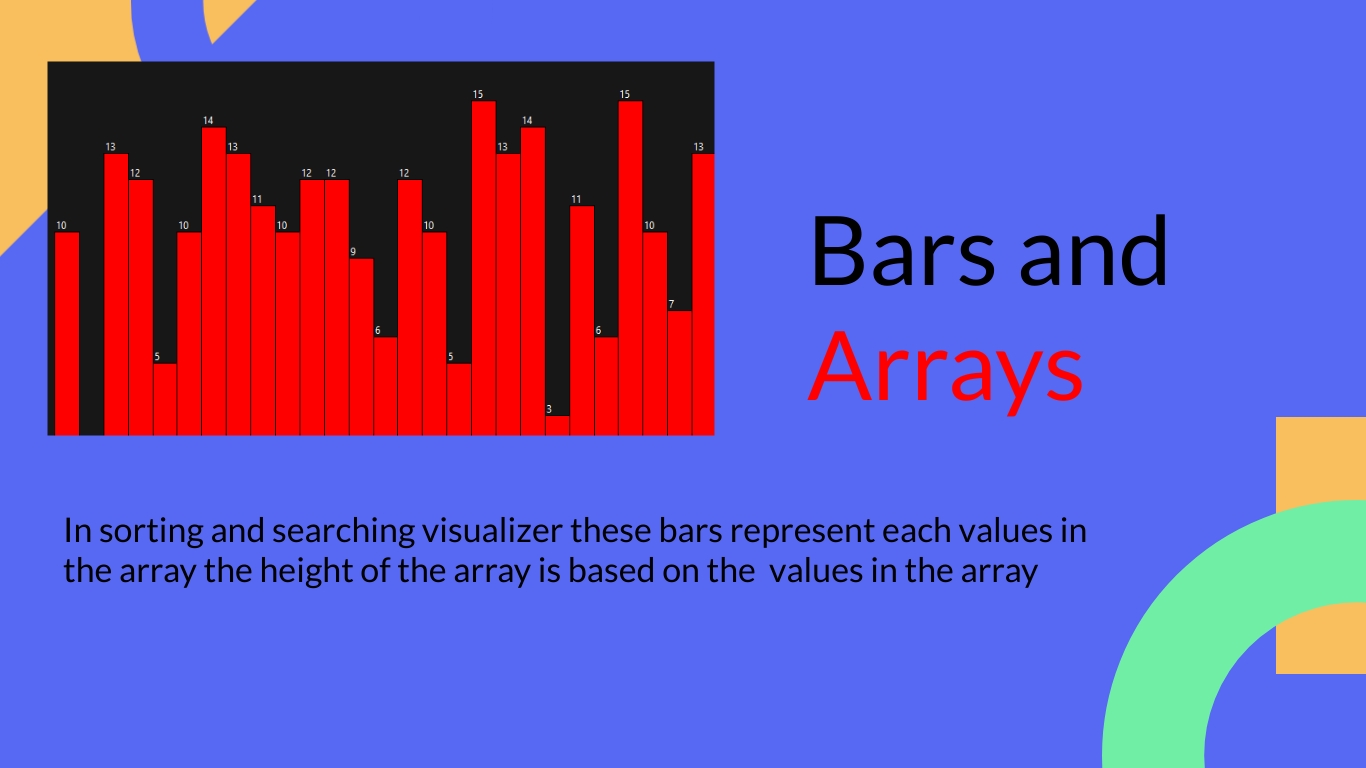 10 13 12 5 10 14 13 11 10 12 12 9 6 12 10 5 15 13 14 3 11 6 15 10 7 13
Bars and
Arrays
In sorting and searching visualizer these bars represent each values in
the array the height of the array is based on the  values in the array